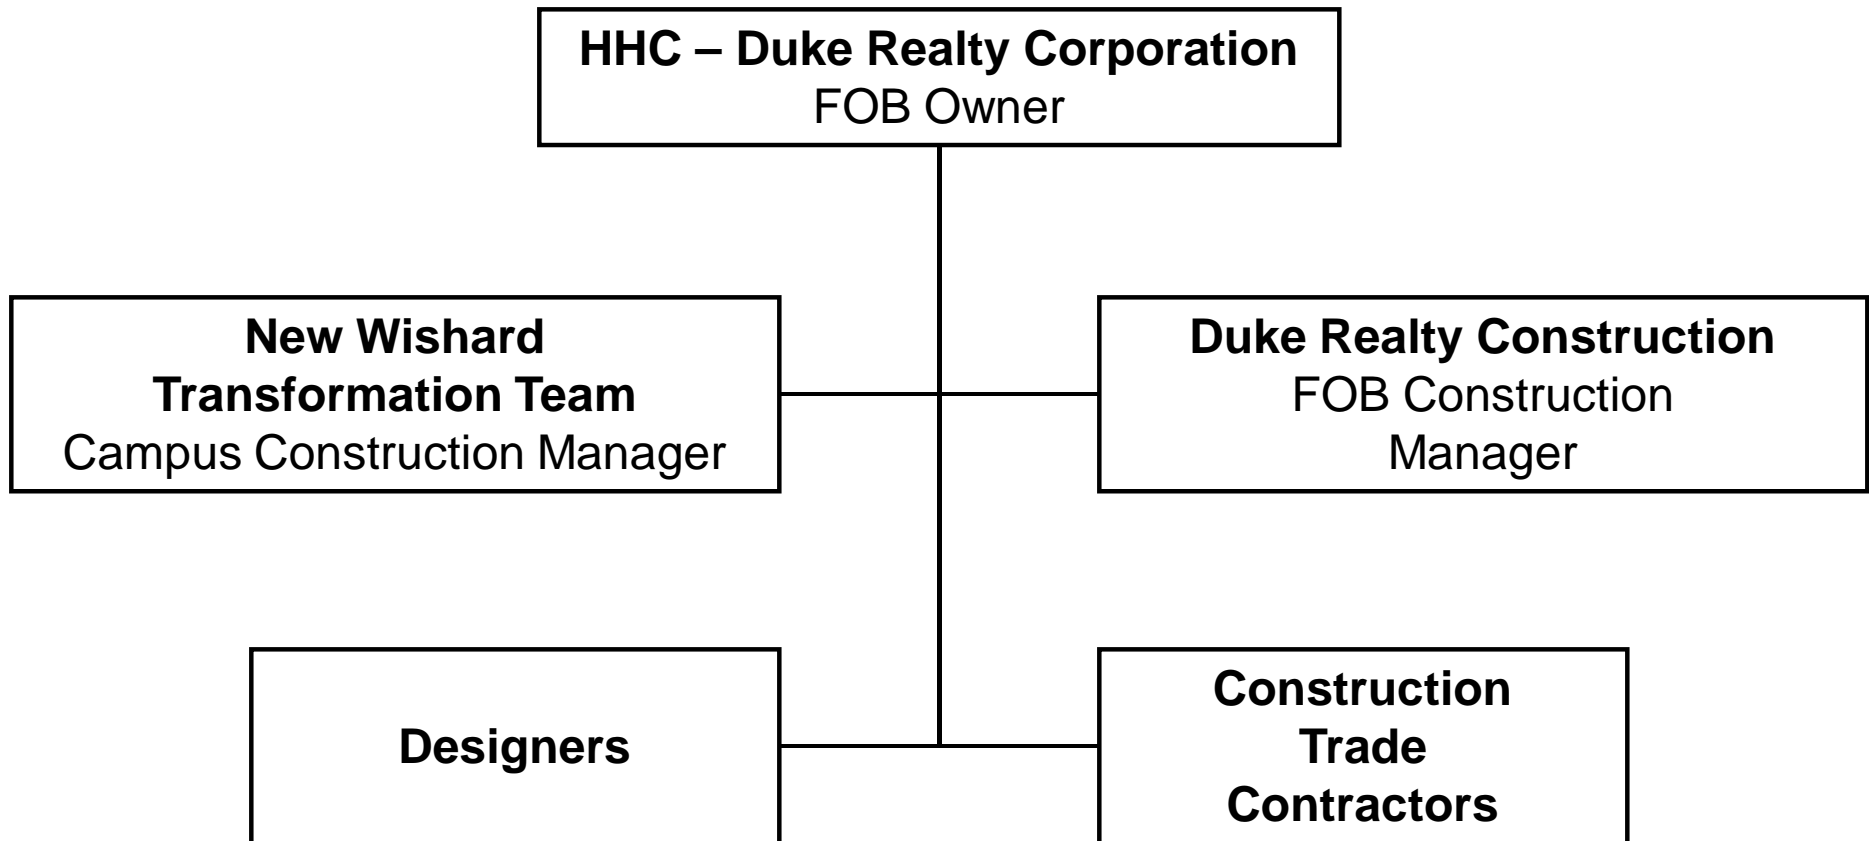 HHC – Duke Realty Corporation
FOB Owner
New Wishard
Transformation Team
Campus Construction Manager
Duke Realty Construction
FOB Construction
Manager
Designers
Construction
Trade
Contractors